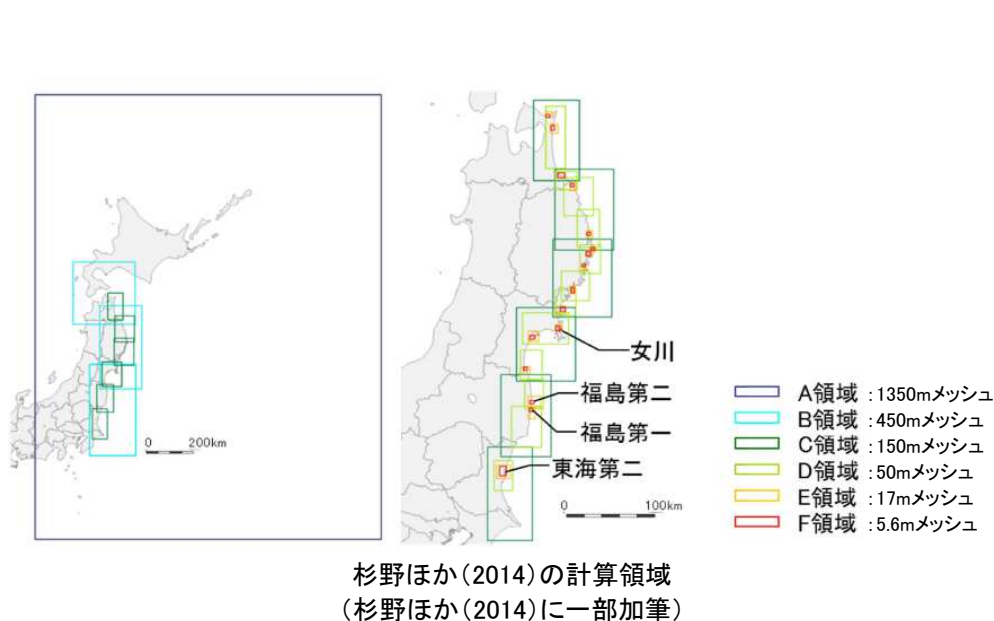 0 200km
女川
福島第二
福島第一
東海第二
0 100km
A領域 :1350mメッシュ
B領域 :450mメッシュ
C領域 :150mメッシュ
D領域 :50mメッシュ
E領域 :17mメッシュ
F領域 :5.6mメッシュ
杉野ほか(2014)の計算領域
(杉野ほか(2014)に一部加筆)